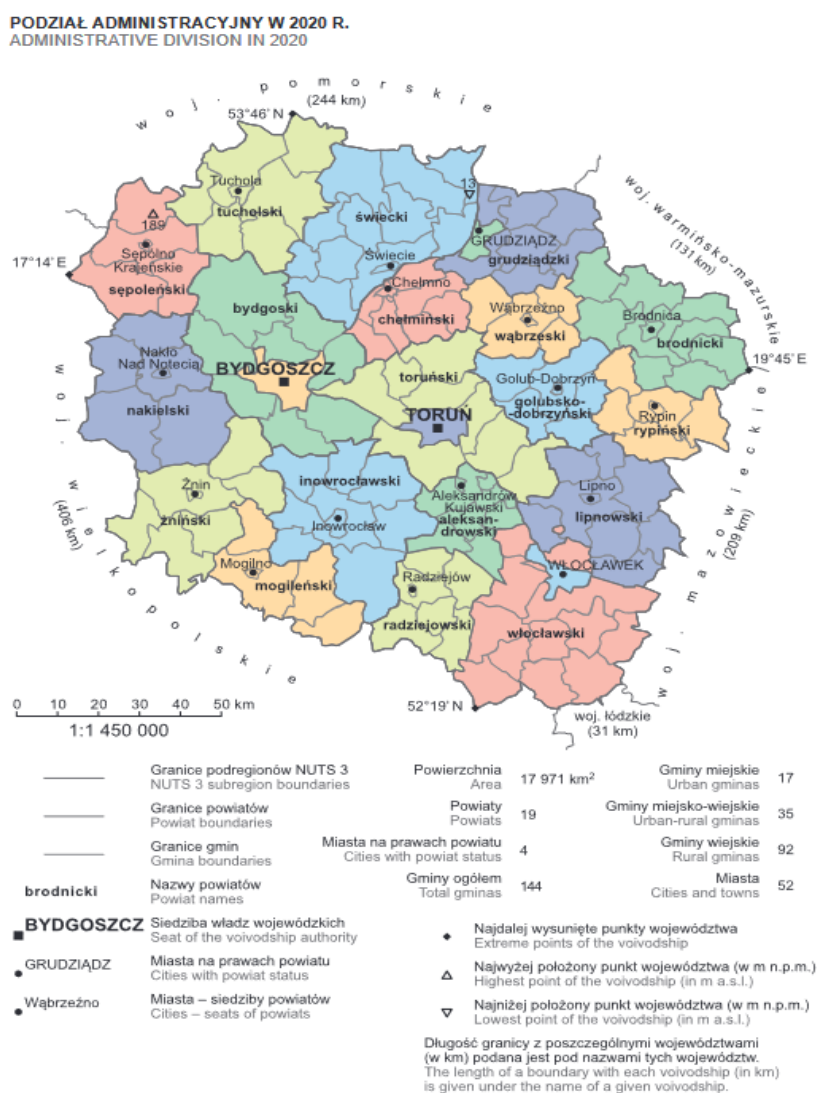 PODZIAŁ ADMINISTRACYJNY W 2020 R.
ADMINISTRATIVE DIVISION IN 2020
woj. pomorskie
(244 km)
53°46' N
woj. warmińsko-mazurskie
(131 km)
Tuchola
tucholski
13
świecki
189
Sępólno
Krajeńskie
sępoleński
17°14' E
Świecie
GRUDZIĄDZ
grudziądzki
Chełmno
chełmiński
bydgoski
Wąbrzeźno
wąbrzeski
Brodnica
brodnicki
19°45' E
Nakło
Nad Notecią
nakielski
BYDGOSZCZ
toruński
TORUŃ
Golub-Dobrzyń
golubsko-
dobrzyński
Rypin
rypiński
woj. wielkopolskie
(406 km)
woj. mazowieckie
(209 km)
Żnin
żniński
inowrocławski
Inowrocław
Aleksandrów
Kujawski
aleksan-
drowski
Lipno
lipnowski
Mogilno
mogileński
Radziejów
radziejowski
WŁOCŁAWEK
włocławski
52°19' N
woj. łódzkie
(31 km)
0 10 20 30 40 50 km
1:1 450 000
Granice podregionów NUTS 3
NUTS 3 subregion boundaries
Granice powiatów
Powiat boundaries
Granice gmin
Gmina boundaries
brodnicki Nazwy powiatów
Powiat names
BYDGOSZCZ Siedziba władz wojewódzkich
Seat of the voivodship authority
GRUDZIĄDZ Miasta na prawach powiatu
Cities with powiat status
Wąbrzeźno Miasta – siedziby powiatów
Cities – seats of powiats
Powierzchnia
Area 17 971 km²
Powiaty
Powiats 19
Miasta na prawach powiatu
Cities with powiat status 4
Gminy ogółem
Total gminas 144
Gminy miejskie
Urban gminas 17
Gminy miejsko-wiejskie
Urban-rural gminas 35
Gminy wiejskie
Rural gminas 92
Miasta
Cities and towns 52
Najdalej wysunięte punkty województwa
Extreme points of the voivodship
Najwyżej położony punkt województwa (w m n.p.m.)
Highest point of the voivodship (in m a.s.l.)
Najniżej położony punkt województwa (w m n.p.m.)
Lowest point of the voivodship (in m a.s.l.)
Długość granicy z poszczególnymi województwami
(w km) podana jest pod nazwami tych województw.
The length of a boundary with each voivodship (in km)
is given under the name of a given voivodship.